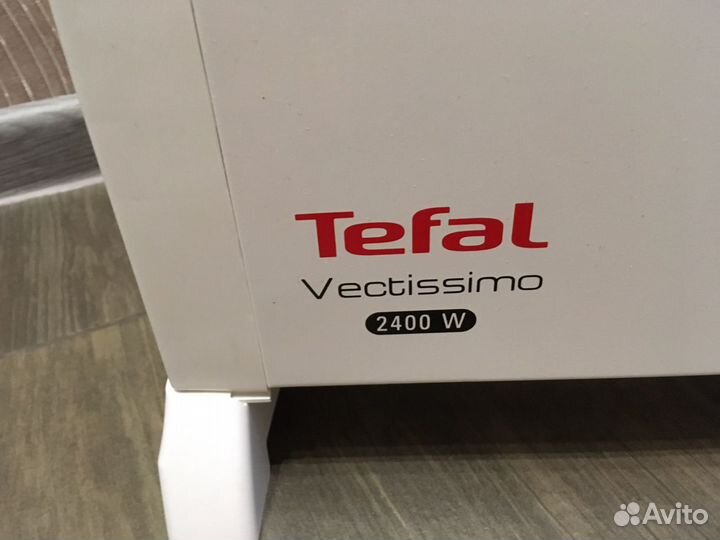 Tefal
Vectissimo
2400 W
Avito